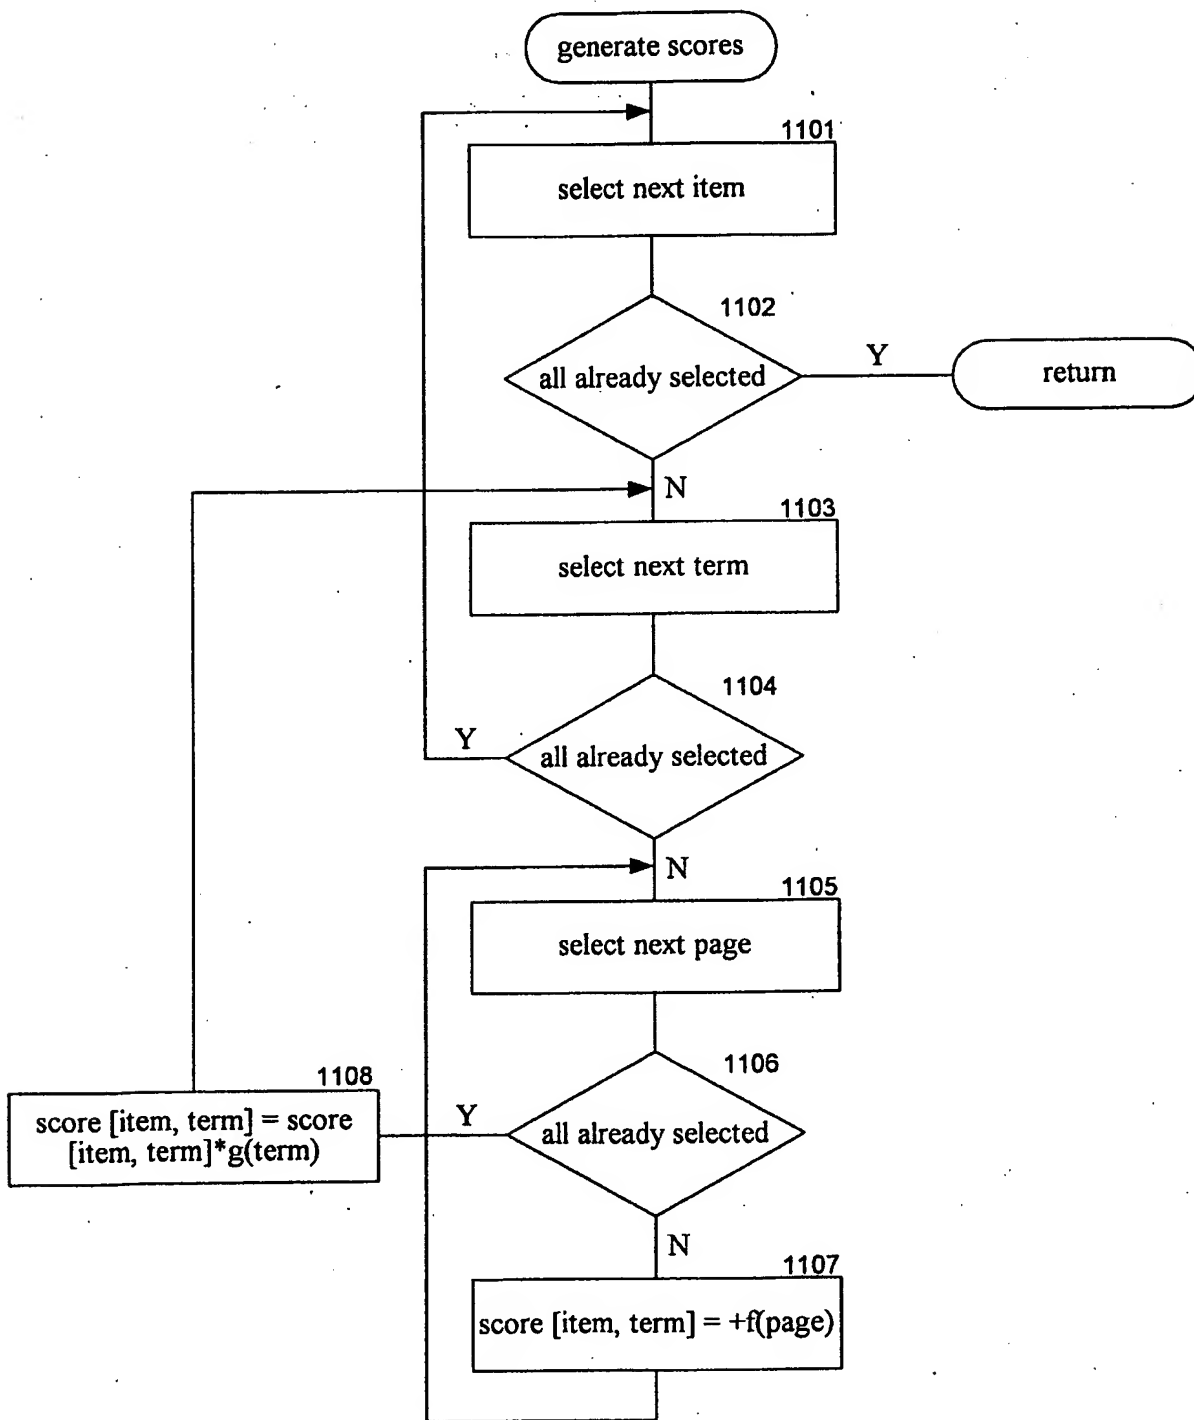 generate scores
1101
select next item
1102
all already selected
Y
return
N
1103
select next term
1104
Y
all already selected
N
1105
select next page
1106
1108
score [item, term] = score
[item, term]*g(term)
Y
all already selected
N
1107
score [item, term] = +f(page)